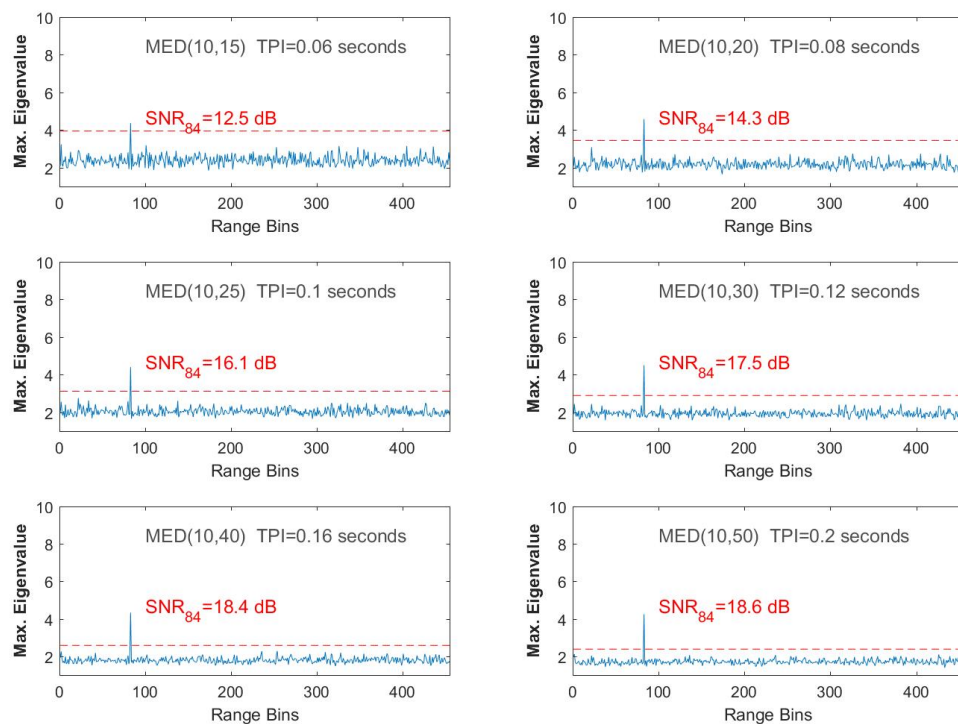 10
8
6
4
2
Max. Eigenvalue
MED(10,15) TPI=0.06 seconds
SNR84=12.5 dB
0 100 200 300 400
Range Bins
10
8
6
4
2
Max. Eigenvalue
MED(10,20) TPI=0.08 seconds
SNR84=14.3 dB
0 100 200 300 400
Range Bins
10
8
6
4
2
Max. Eigenvalue
MED(10,25) TPI=0.1 seconds
SNR84=16.1 dB
0 100 200 300 400
Range Bins
10
8
6
4
2
Max. Eigenvalue
MED(10,30) TPI=0.12 seconds
SNR84=17.5 dB
0 100 200 300 400
Range Bins
10
8
6
4
2
Max. Eigenvalue
MED(10,40) TPI=0.16 seconds
SNR84=18.4 dB
0 100 200 300 400
Range Bins
10
8
6
4
2
Max. Eigenvalue
MED(10,50) TPI=0.2 seconds
SNR84=18.6 dB
0 100 200 300 400
Range Bins